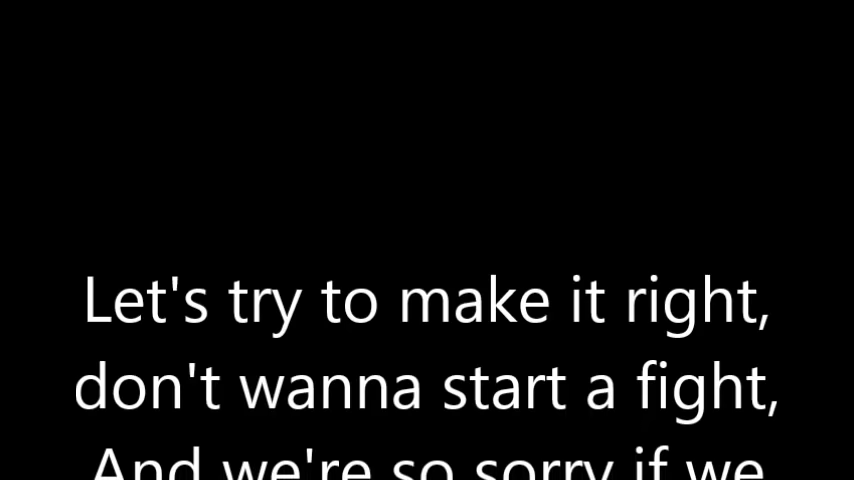 Let's try to make it right,
don't wanna start a fight,
And we're so sorry if we